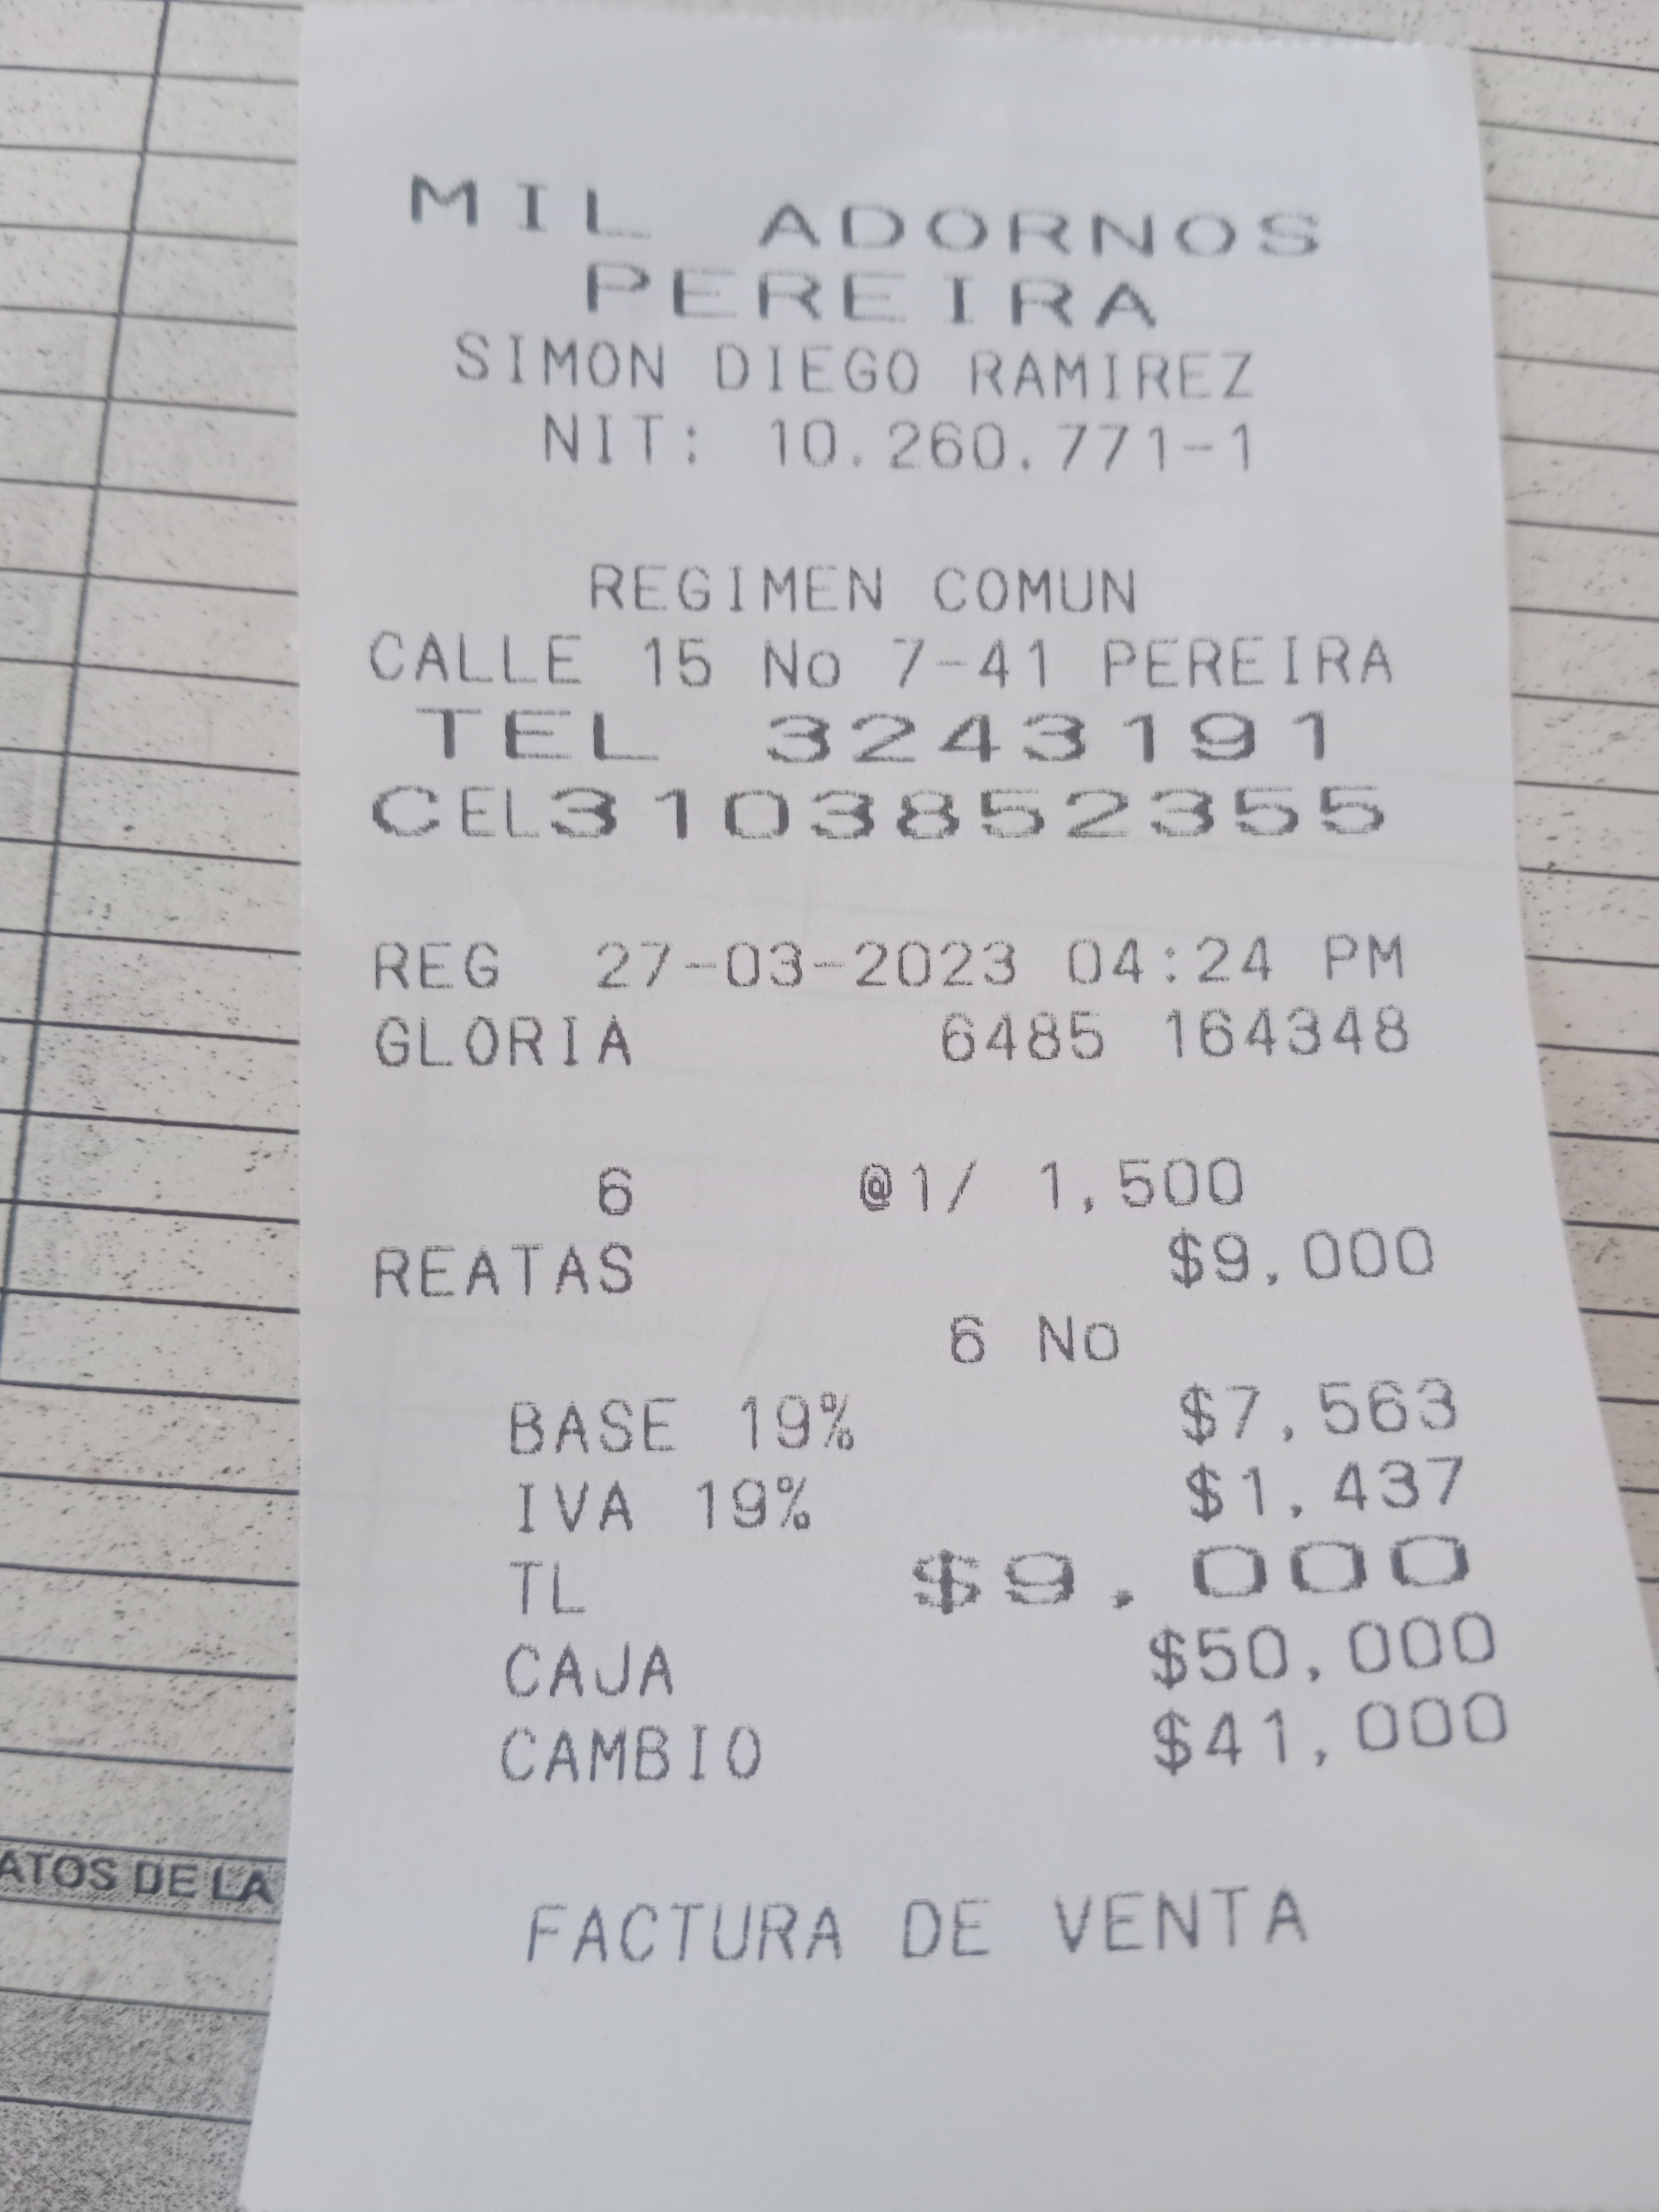 MIL ADORNOS
PEREIRA
SIMON DIEGO RAMIREZ
NIT: 10.260.771-1
REGIMEN COMUN
CALLE 15 No 7-41 PEREIRA
TEL 3243191
CEL3103852355
REG 27-03-2023 04:24 PM
GLORIA 6485 164348
6 @1/ 1,500
REATAS $9,000
6 No
BASE 19% $7,563
IVA 19% $1,437
TL $9,000
CAJA $50,000
CAMBIO $41,000
ATOS DE LA
FACTURA DE VENTA